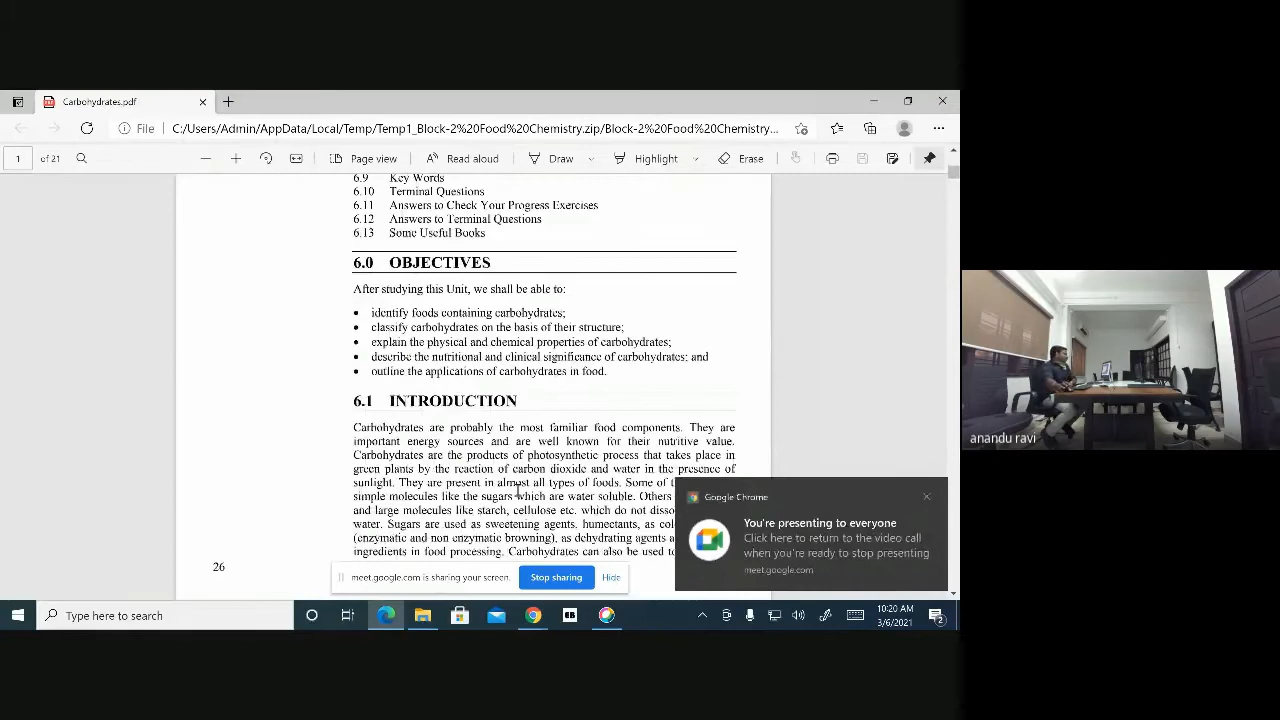 Carbohydrates.pdf
File
C:/Users/Admin/AppData/Local/Temp/Temp1_Block-2%20Food%20Chemistry.zip/Block-2%20Food%20Chemistry...
1 of 21
Page view
Read aloud
Draw
Highlight
Erase
6.9 Key Words
6.10 Terminal Questions
6.11 Answers to Check Your Progress Exercises
6.12 Answers to Terminal Questions
6.13 Some Useful Books
6.0 OBJECTIVES
After studying this Unit, we shall be able to:
• identify foods containing carbohydrates;
• classify carbohydrates on the basis of their structure;
• explain the physical and chemical properties of carbohydrates;
• describe the nutritional and clinical significance of carbohydrates; and
• outline the applications of carbohydrates in food.
6.1 INTRODUCTION
Carbohydrates are probably the most familiar food components. They are
important energy sources and are well known for their nutritive value.
Carbohydrates are the products of photosynthetic process that takes place in
green plants by the reaction of carbon dioxide and water in the presence of
sunlight. They are present in almost all types of foods. Some of
simple molecules like the sugars which are water soluble. Others
and large molecules like starch, cellulose etc. which do not
water. Sugars are used as sweetening agents, humectants, as
(enzymatic and non enzymatic browning), as dehydrating agents
ingredients in food processing. Carbohydrates can also be used
26
Google Chrome
You're presenting to everyone
Click here to return to the video call
when you're ready to stop presenting
meet.google.com
meet.google.com is sharing your screen.
Stop sharing
Hide
Type here to search
10:20 AM
3/6/2021
2
anandu ravi